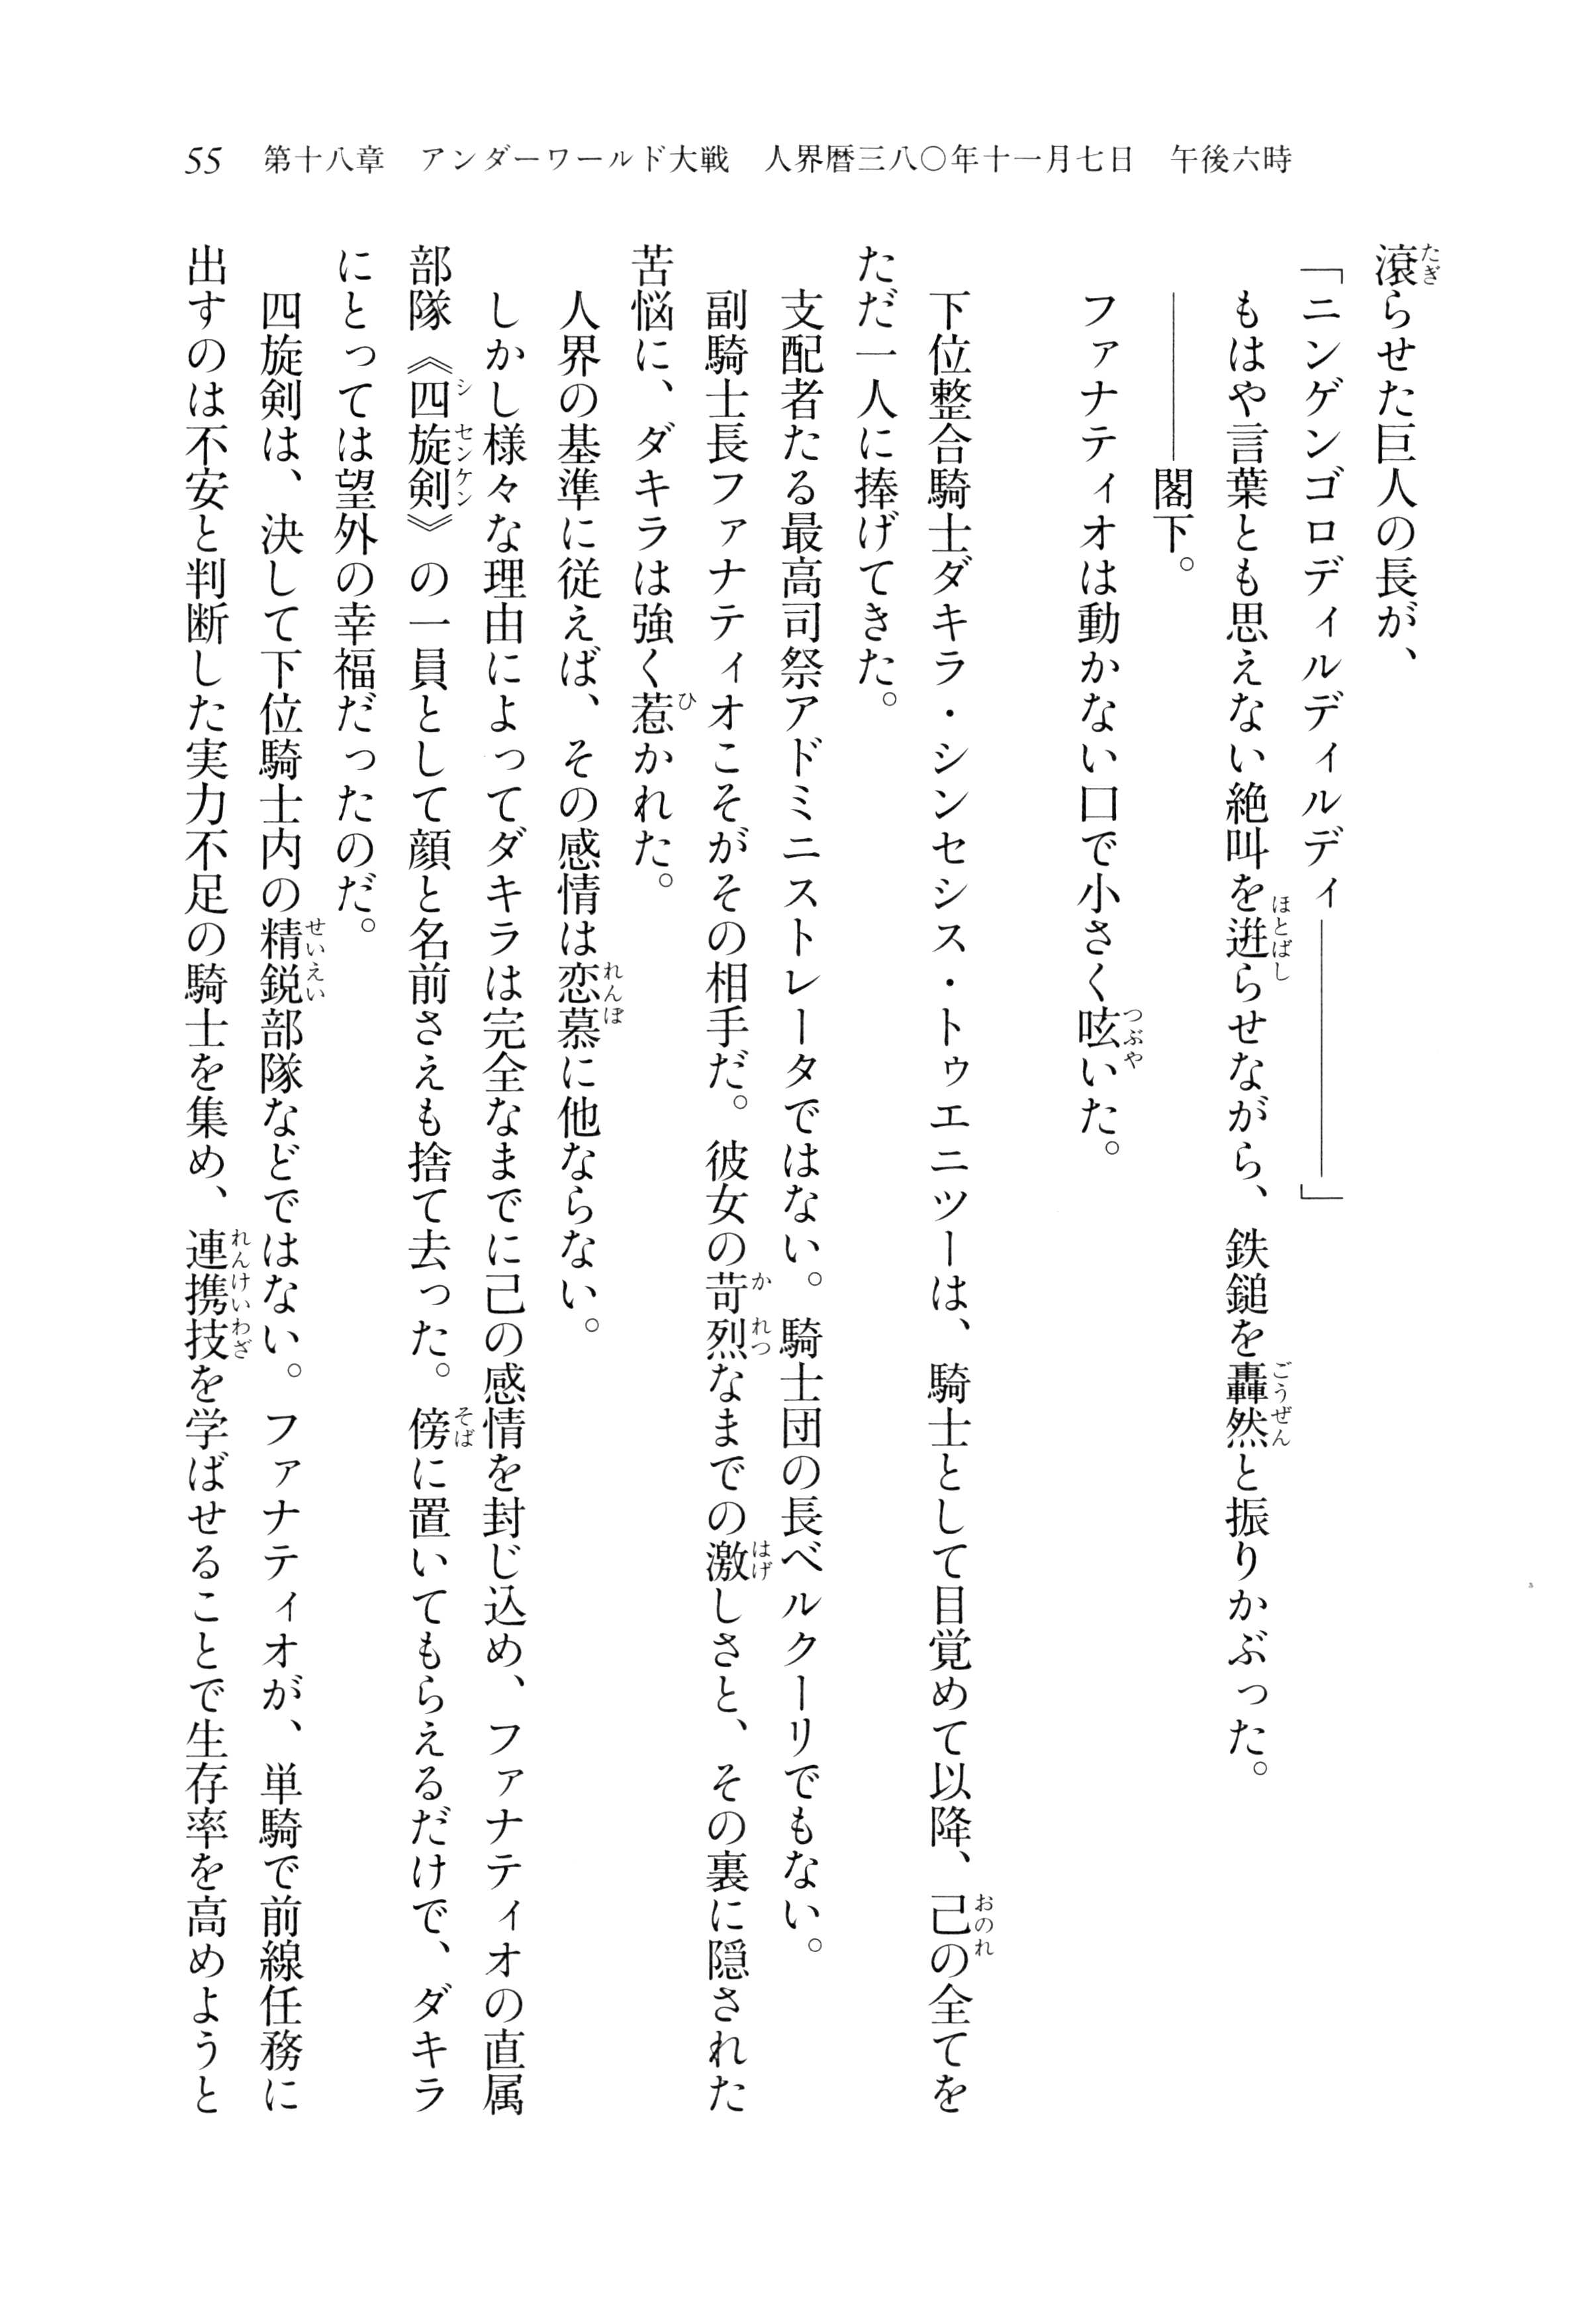 55　第十八章　アンダーワールド大戦　人界暦三八〇年十一月七日　午後六時
滾らせた巨人の長が、
「ニンゲンゴロディルディルディ――――――」
もはや言葉とも思えない絶叫を迸らせながら、鉄鎚を轟然と振りかぶった。
――――閣下。
ファナティオは動かない口で小さく呟いた。
下位整合騎士ダキラ・シンセシス・トゥエニツーは、騎士として目覚めて以降、己の全てを
ただ一人に捧げてきた。
支配者たる最高司祭アドミニストレータではない。騎士団の長ベルクーリでもない。
副騎士長ファナティオこそがその相手だ。彼女の苛烈なまでの激しさと、その裏に隠された
苦悩に、ダキラは強く惹かれた。
人界の基準に従えば、その感情は恋慕に他ならない。
しかし様々な理由によってダキラは完全なまでに己の感情を封じ込め、ファナティオの直属
部隊《四旋剣》の一員として顔と名前さえも捨て去った。傍に置いてもらえるだけで、ダキラ
にとっては望外の幸福だったのだ。
四旋剣は、決して下位騎士内の精鋭部隊などではない。ファナティオが、単騎で前線任務に
出すのは不安と判断した実力不足の騎士を集め、連携技を学ばせることで生存率を高めようと